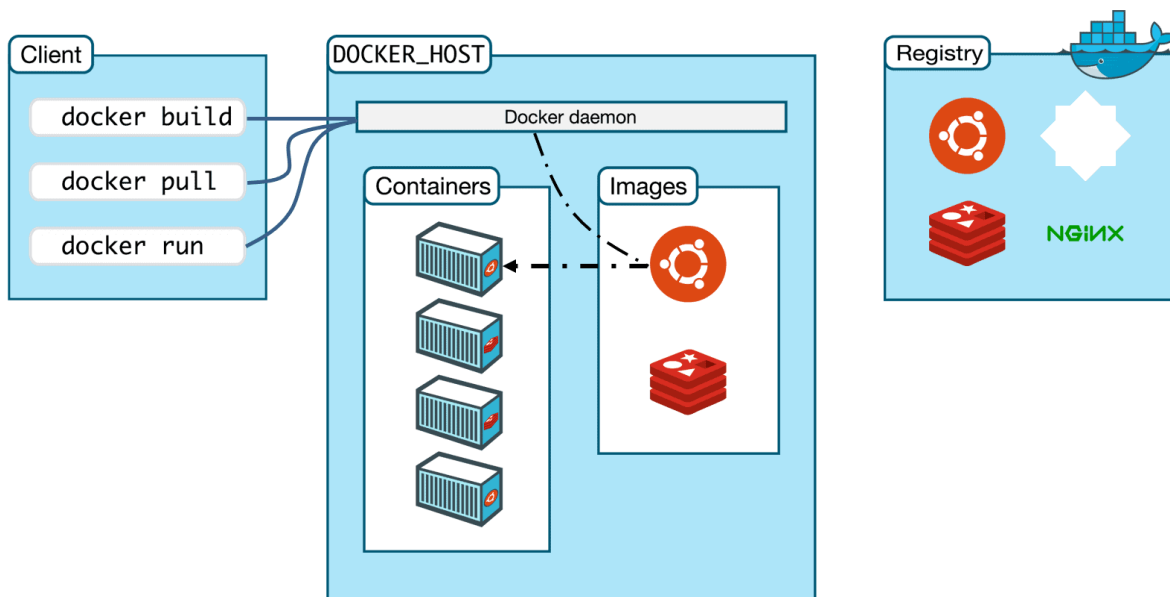 Client
docker build
docker pull
docker run
DOCKER_HOST
Docker daemon
Containers
Images
Registry
NGINX